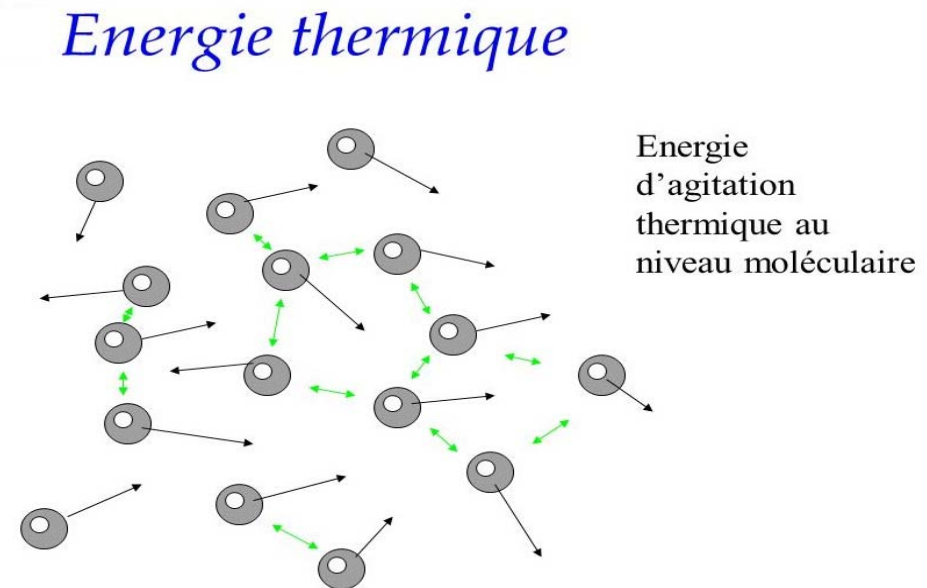 Energie thermique
Energie
d’agitation
thermique au
niveau moléculaire